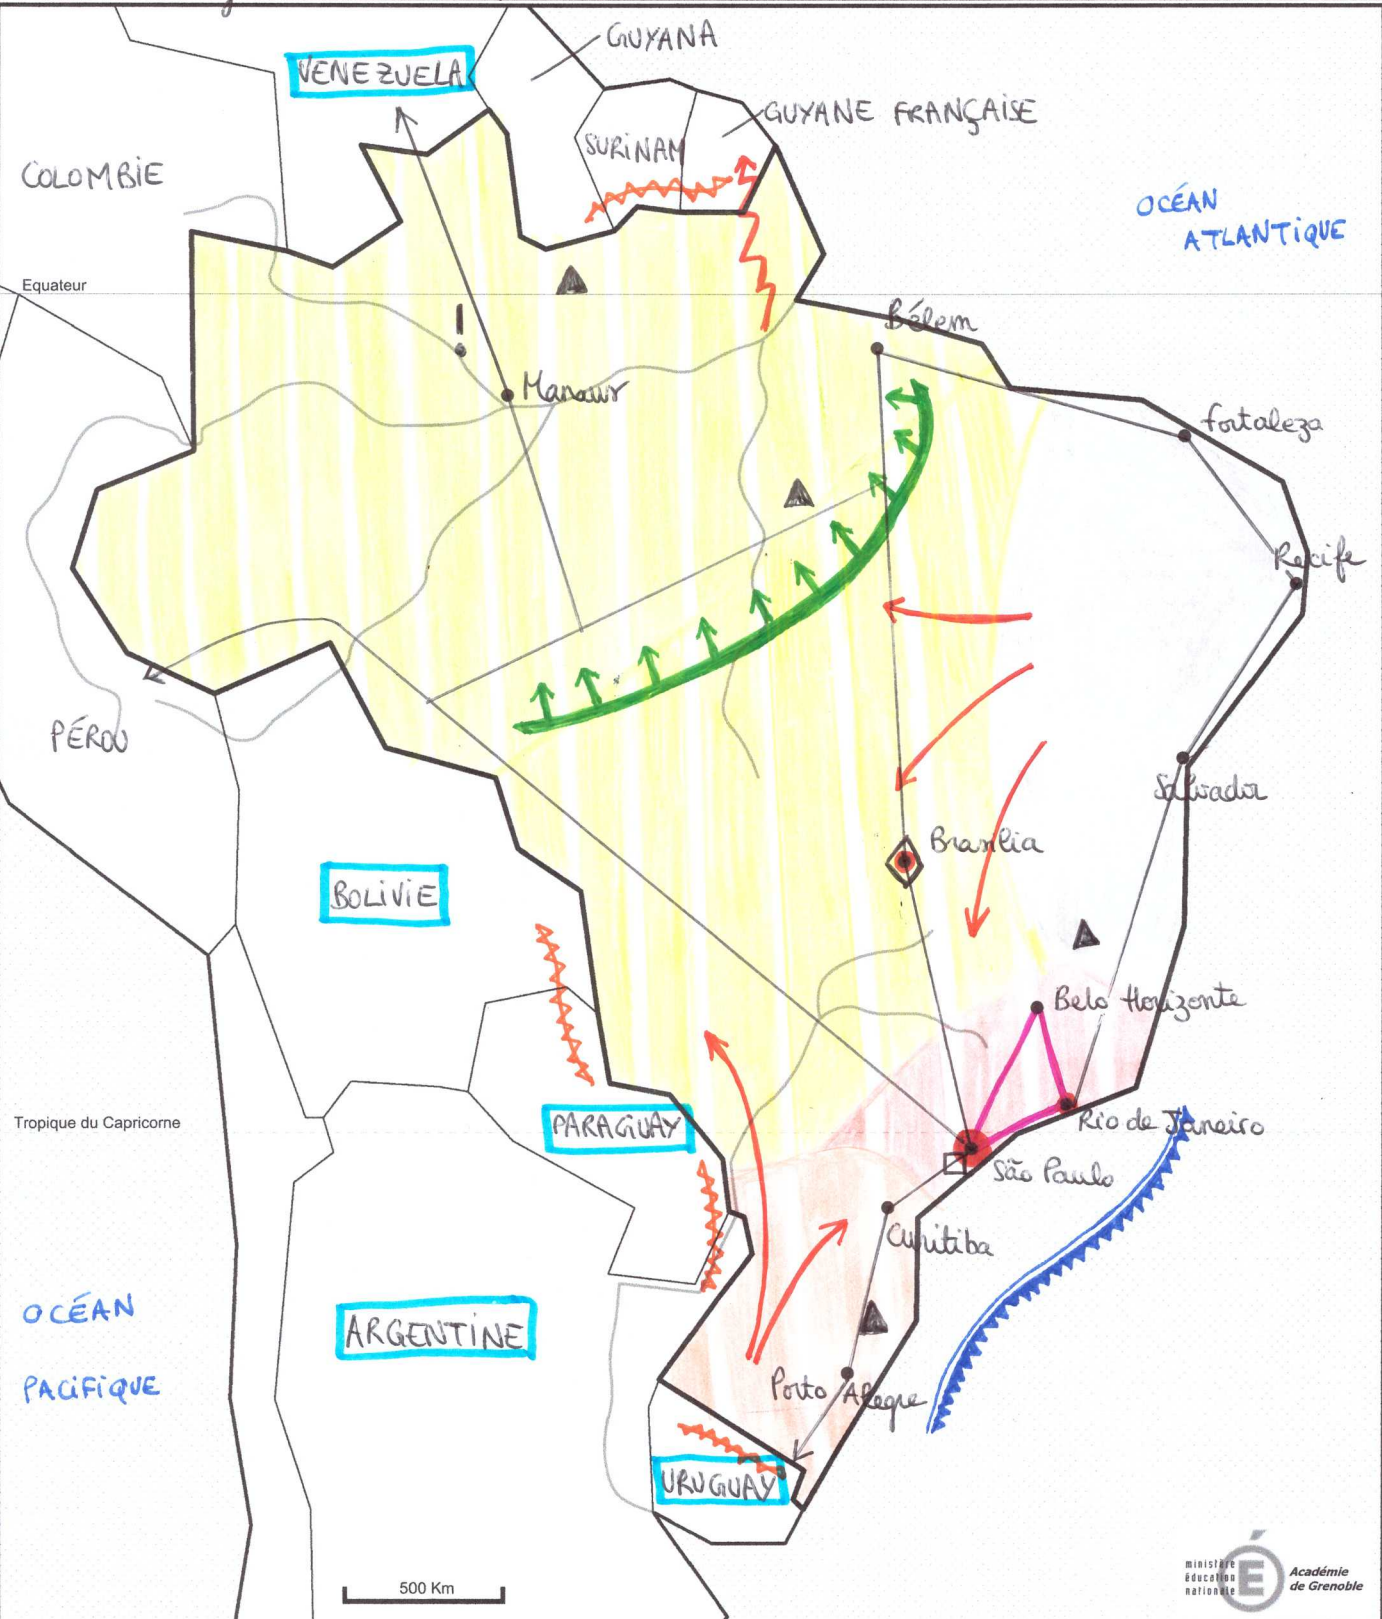 GUYANA
VENEZUELA
GUYANE FRANÇAISE
SURINAM
COLOMBIE
OCÉAN
ATLANTIQUE
Equateur
Bélem
Manaus
Fortaleza
Recife
PÉROU
Salvador
Brasilia
BOLIVIE
Belo Horizonte
Tropique du Capricorne
PARAGUAY
Rio de Janeiro
São Paulo
Curitiba
OCÉAN
PACIFIQUE
ARGENTINE
Porto Alegre
URUGUAY
500 Km
ministère
éducation
nationale
É
Académie
de Grenoble